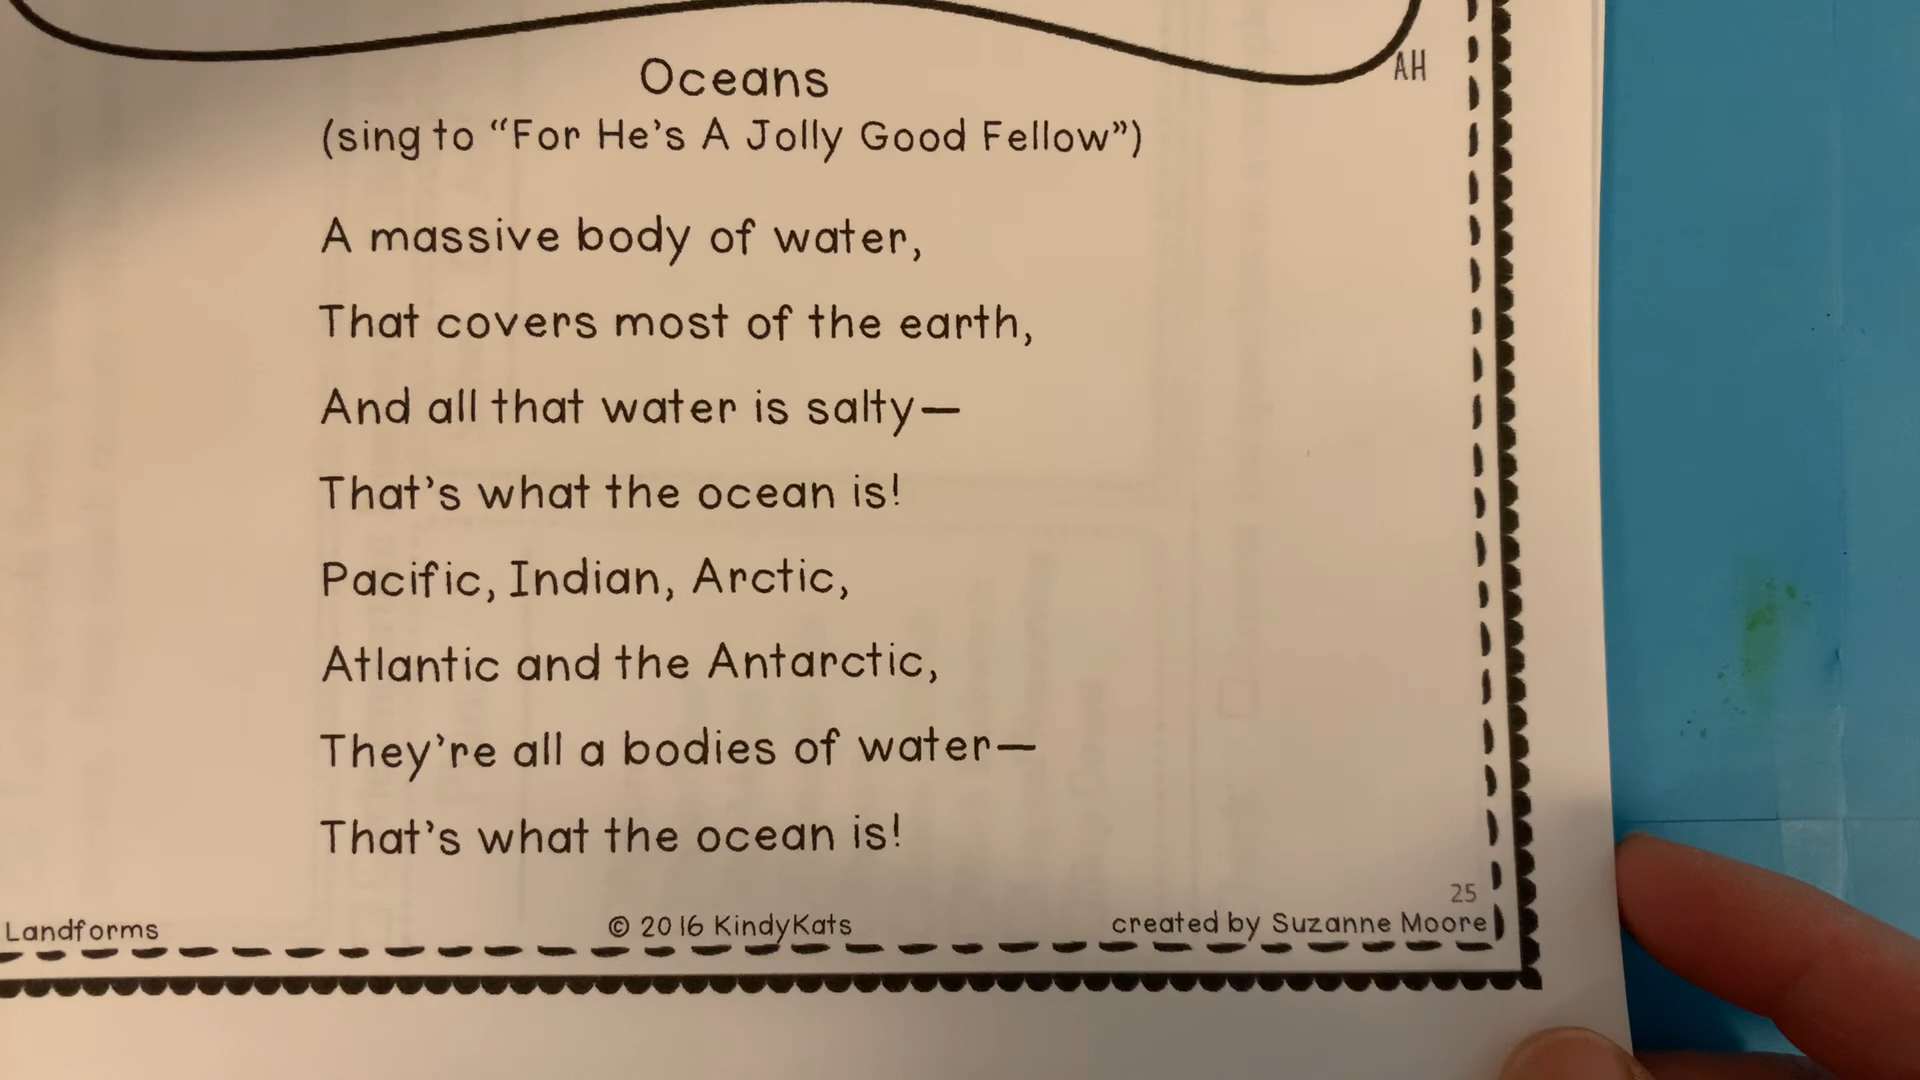 AH
Oceans
(sing to “For He’s A Jolly Good Fellow”)
A massive body of water,
That covers most of the earth,
And all that water is salty—
That’s what the ocean is!
Pacific, Indian, Arctic,
Atlantic and the Antarctic,
They’re all a bodies of water—
That’s what the ocean is!
25
Landforms © 2016 KindyKats created by Suzanne Moore